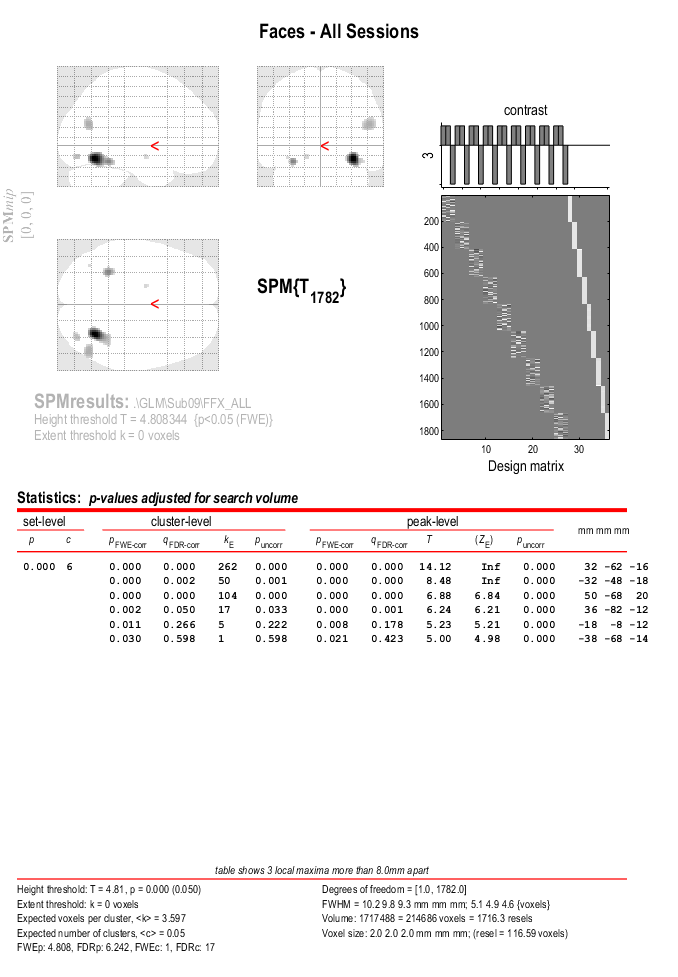 Faces - All Sessions
<
<
contrast
3
SPMmip
[0, 0, 0]
<
SPM{T1782}
200
400
600
800
1000
1200
1400
1600
1800
10 20 30
Design matrix
SPMresults: .\GLM\Sub09\FFX_ALL
Height threshold T = 4.808344 {p<0.05 (FWE)}
Extent threshold k = 0 voxels
Statistics: p-values adjusted for search volume
set-level cluster-level peak-level mm mm mm
p c pFWE-corr qFDR-corr kE puncorr pFWE-corr qFDR-corr T (ZE) puncorr
0.000 6 0.000 0.000 262 0.000 0.000 0.000 14.12 Inf 0.000 32 -62 -16
0.000 0.002 50 0.001 0.000 0.000 8.48 Inf 0.000 -32 -48 -18
0.000 0.000 104 0.000 0.000 0.000 6.88 6.84 0.000 50 -68 20
0.002 0.050 17 0.033 0.000 0.001 6.24 6.21 0.000 36 -82 -12
0.011 0.266 5 0.222 0.008 0.178 5.23 5.21 0.000 -18 -8 -12
0.030 0.598 1 0.598 0.021 0.423 5.00 4.98 0.000 -38 -68 -14
table shows 3 local maxima more than 8.0mm apart
Height threshold: T = 4.81, p = 0.000 (0.050)
Extent threshold: k = 0 voxels
Expected voxels per cluster, <k> = 3.597
Expected number of clusters, <c> = 0.05
FWEp: 4.808, FDRp: 6.242, FWEc: 1, FDRc: 17
Degrees of freedom = [1.0, 1782.0]
FWHM = 10.2 9.8 9.3 mm mm mm; 5.1 4.9 4.6 {voxels}
Volume: 1717488 = 214686 voxels = 1716.3 resels
Voxel size: 2.0 2.0 2.0 mm mm mm; (resel = 116.59 voxels)